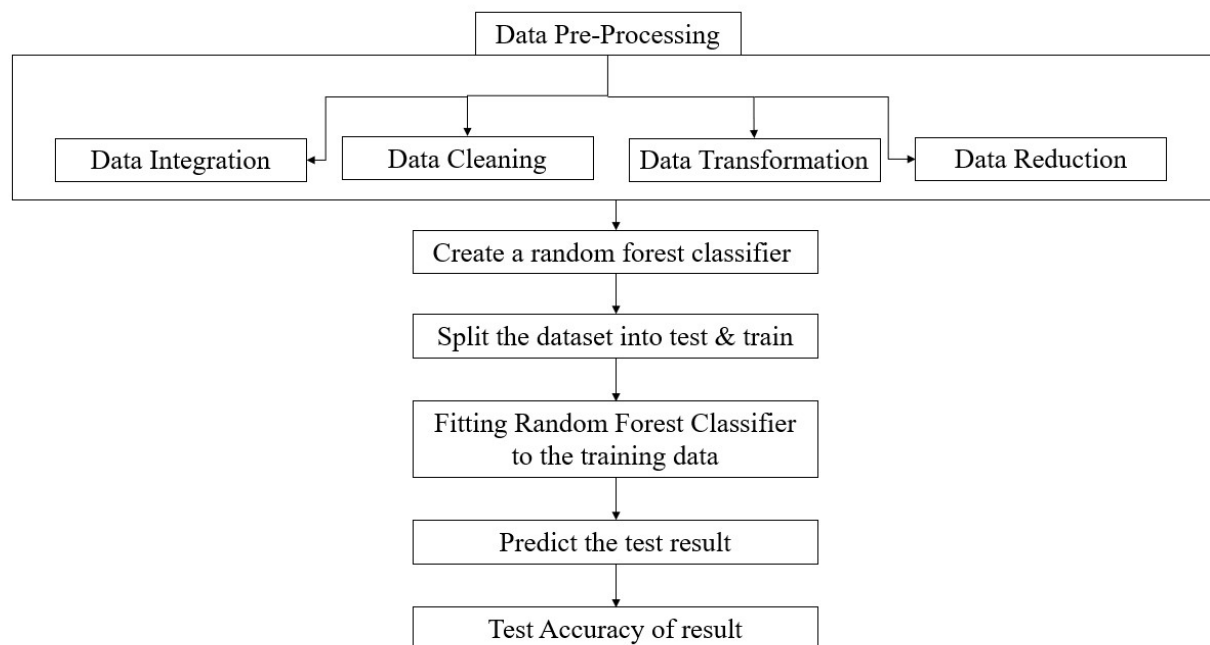 Data Pre-Processing
Data Integration
Data Cleaning
Data Transformation
Data Reduction
Create a random forest classifier
Split the dataset into test & train
Fitting Random Forest Classifier
to the training data
Predict the test result
Test Accuracy of result